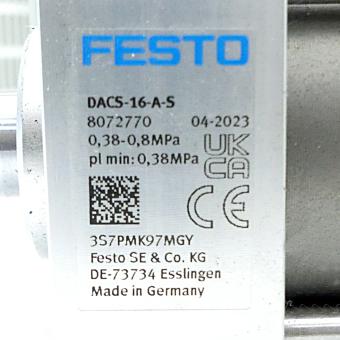 FESTO
DACS-16-A-S
8072770 04-2023
0,38-0,8MPa
pl min: 0,38MPa
UK
CA
CE
3S7PMK97MGY
Festo SE & Co. KG
DE-73734 Esslingen
Made in Germany